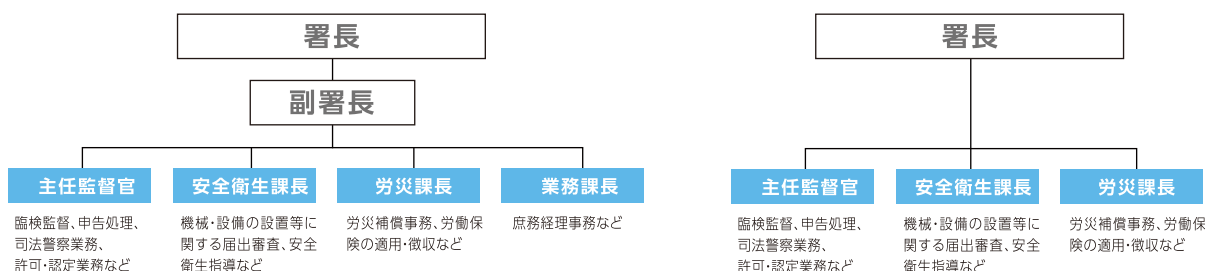 署長
副署長
主任監督官
臨検監督、申告処理、
司法警察業務、
許可・認定業務など
安全衛生課長
機械・設備の設置等に
関する届出審査、安全
衛生指導など
労災課長
労災補償事務、労働保
険の適用・徴収など
業務課長
庶務経理事務など
署長
主任監督官
臨検監督、申告処理、
司法警察業務、
許可・認定業務など
安全衛生課長
機械・設備の設置等に
関する届出審査、安全
衛生指導など
労災課長
労災補償事務、労働保
険の適用・徴収など